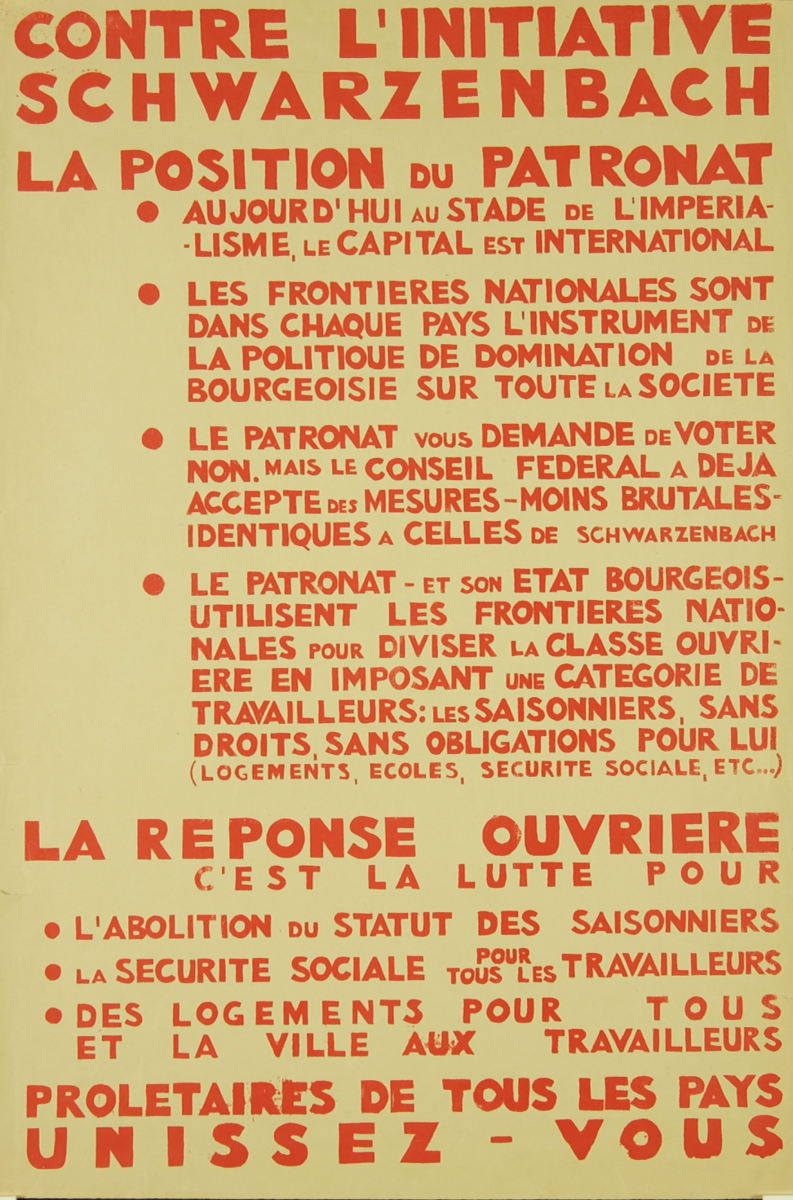 CONTRE L'INITIATIVE
SCHWARZENBACH
LA POSITION DU PATRONAT
● AUJOURD'HUI AU STADE DE L'IMPERIA-
-LISME, LE CAPITAL EST INTERNATIONAL
● LES FRONTIERES NATIONALES SONT
DANS CHAQUE PAYS L'INSTRUMENT DE
LA POLITIQUE DE DOMINATION DE LA
BOURGEOISIE SUR TOUTE LA SOCIETE
● LE PATRONAT VOUS DEMANDE DE VOTER
NON. MAIS LE CONSEIL FEDERAL A DEJA
ACCEPTE DES MESURES - MOINS BRUTALES -
IDENTIQUES A CELLES DE SCHWARZENBACH
● LE PATRONAT - ET SON ETAT BOURGEOIS -
UTILISENT LES FRONTIERES NATIO-
NALES POUR DIVISER LA CLASSE OUVRI-
ERE EN IMPOSANT UNE CATEGORIE DE
TRAVAILLEURS: LES SAISONNIERS, SANS
DROITS, SANS OBLIGATIONS POUR LUI
(LOGEMENTS, ECOLES, SECURITE SOCIALE, ETC...)
LA REPONSE OUVRIERE
C'EST LA LUTTE POUR
● L'ABOLITION DU STATUT DES SAISONNIERS
● LA SECURITE SOCIALE POUR TOUS LES TRAVAILLEURS
● DES LOGEMENTS POUR TOUS
ET LA VILLE AUX TRAVAILLEURS
PROLETAIRES DE TOUS LES PAYS
UNISSEZ - VOUS